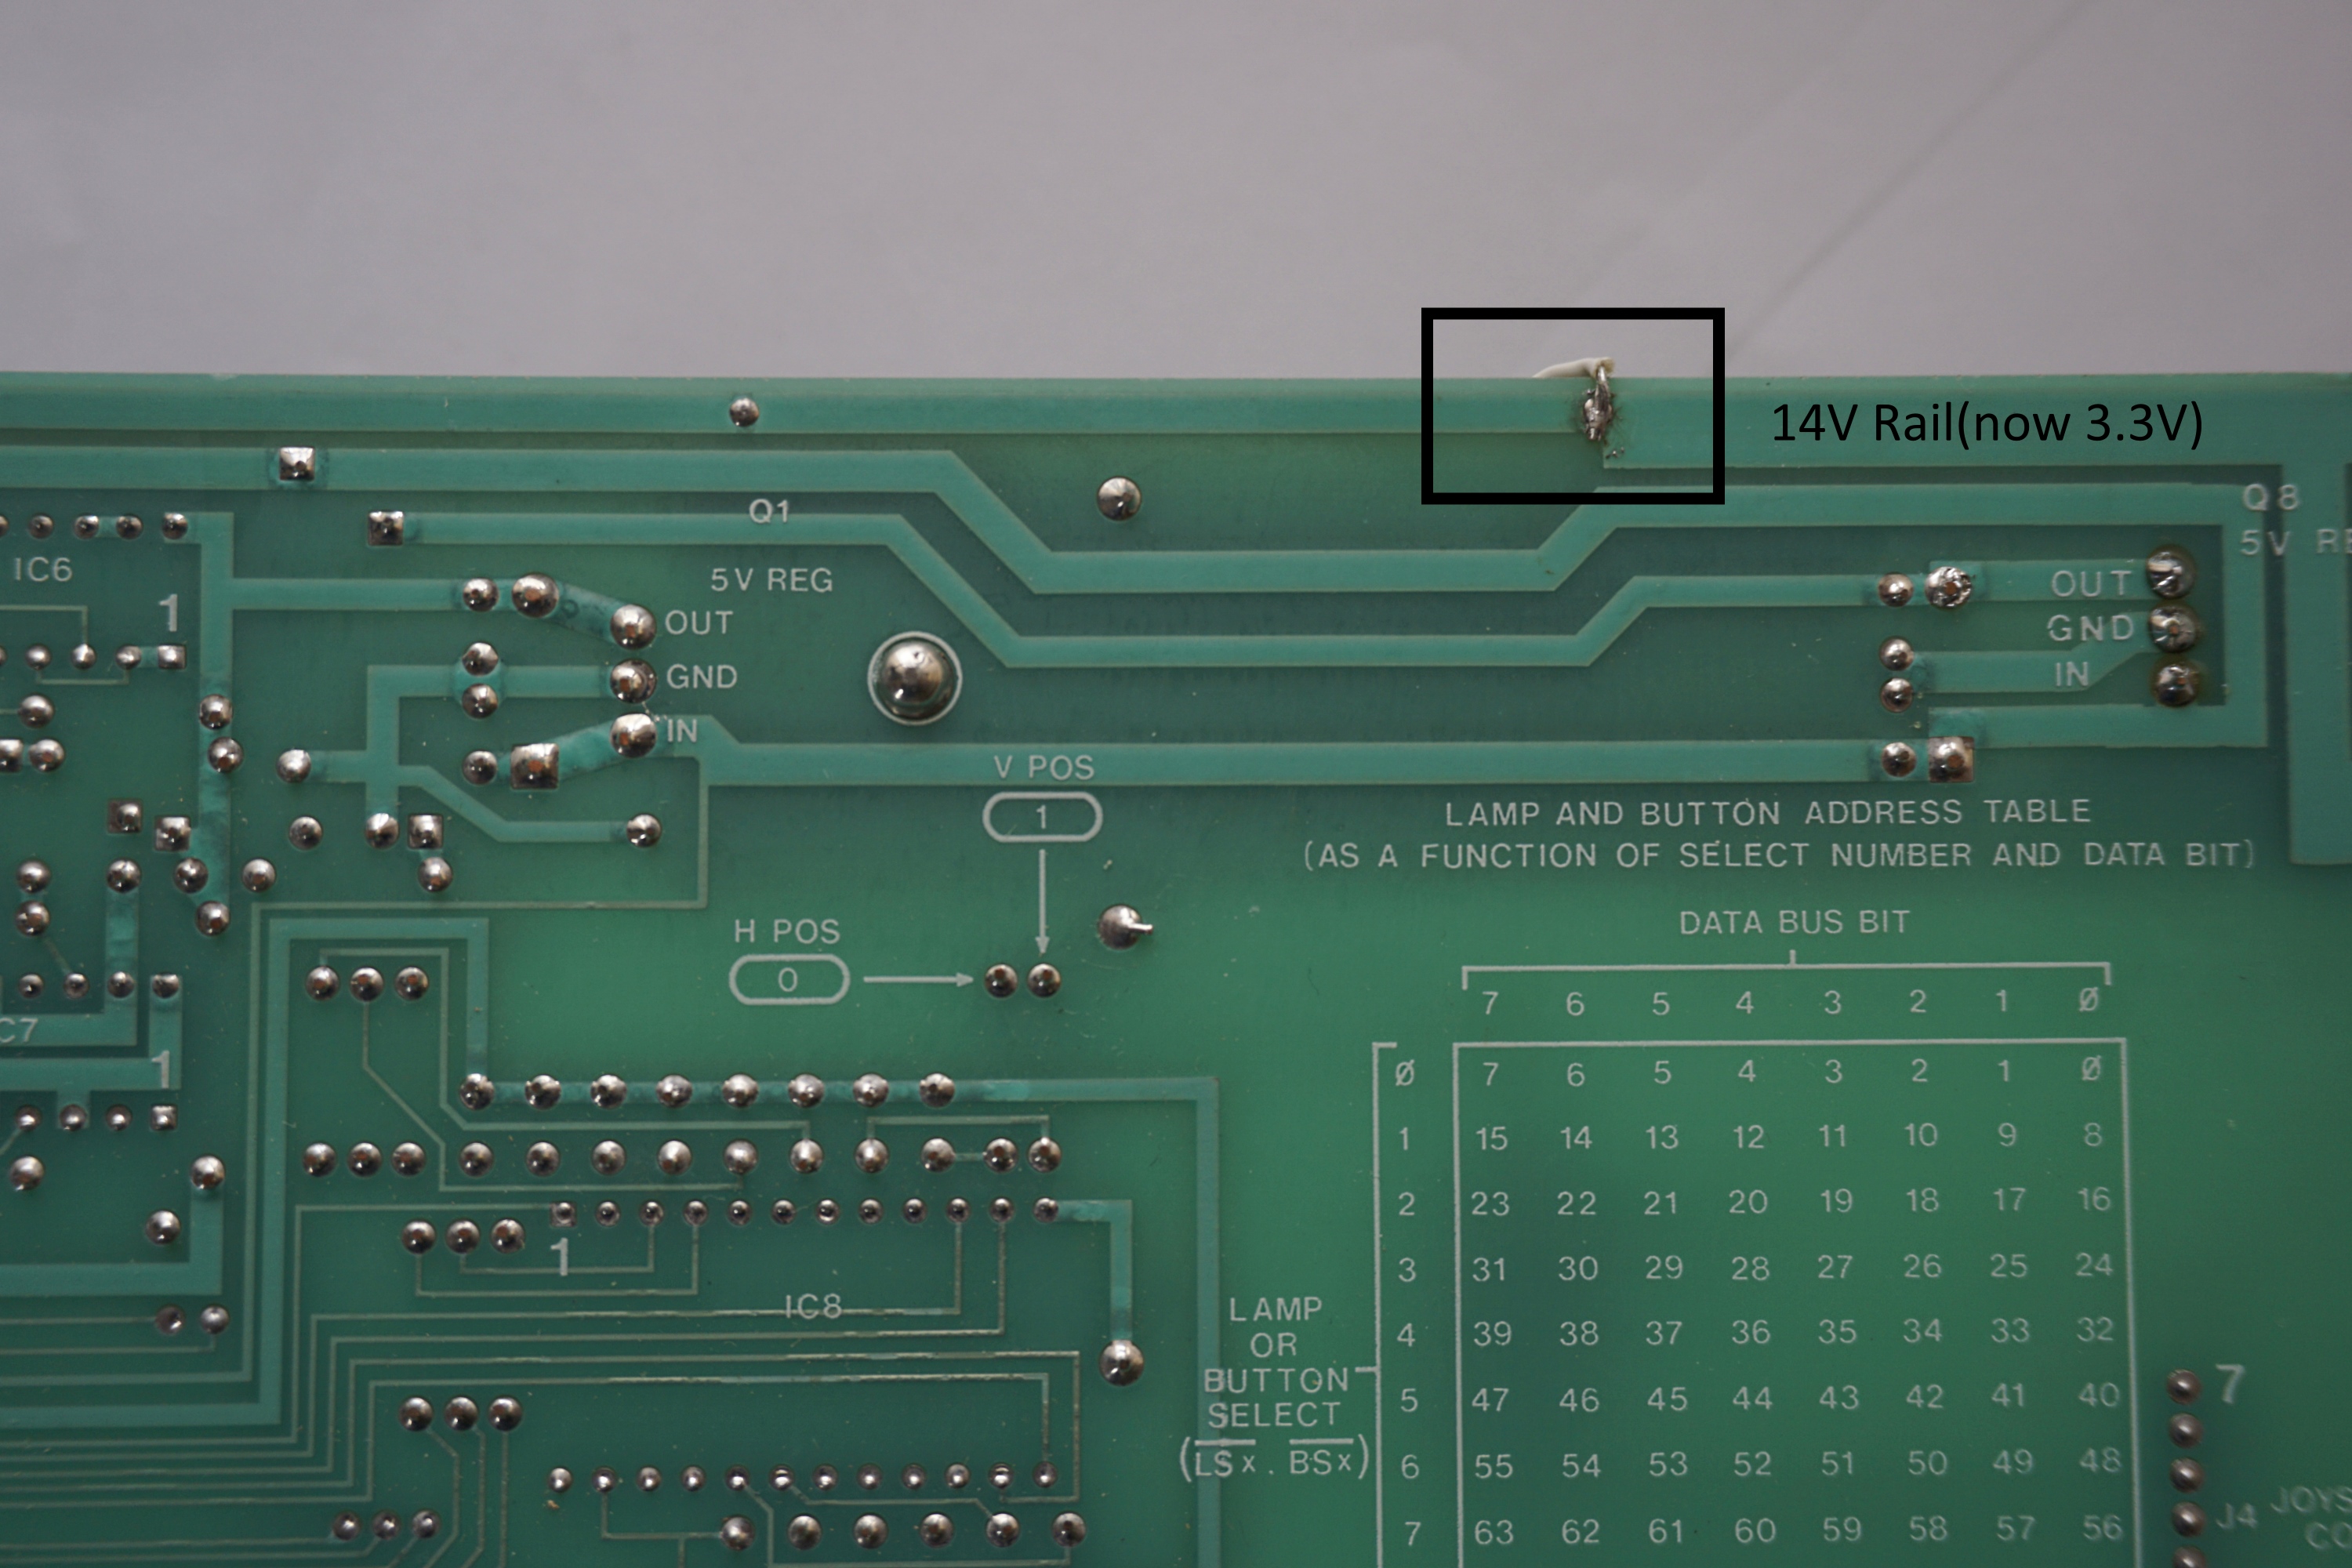 14V Rail(now 3.3V)
Q8
5V RE
Q1
5V REG
OUT
GND
IN
OUT
GND
IN
IC6
1
V POS
1
H POS
0
LAMP AND BUTTON ADDRESS TABLE
(AS A FUNCTION OF SELECT NUMBER AND DATA BIT)
DATA BUS BIT
7 6 5 4 3 2 1 Ø
Ø 7 6 5 4 3 2 1 Ø
1 15 14 13 12 11 10 9 8
2 23 22 21 20 19 18 17 16
3 31 30 29 28 27 26 25 24
4 39 38 37 36 35 34 33 32
5 47 46 45 44 43 42 41 40
6 55 54 53 52 51 50 49 48
7 63 62 61 60 59 58 57 56
LAMP
OR
BUTTON
SELECT
(LSx . BSx)
C7
1
1
IC8
7
J4
JOYS
CO